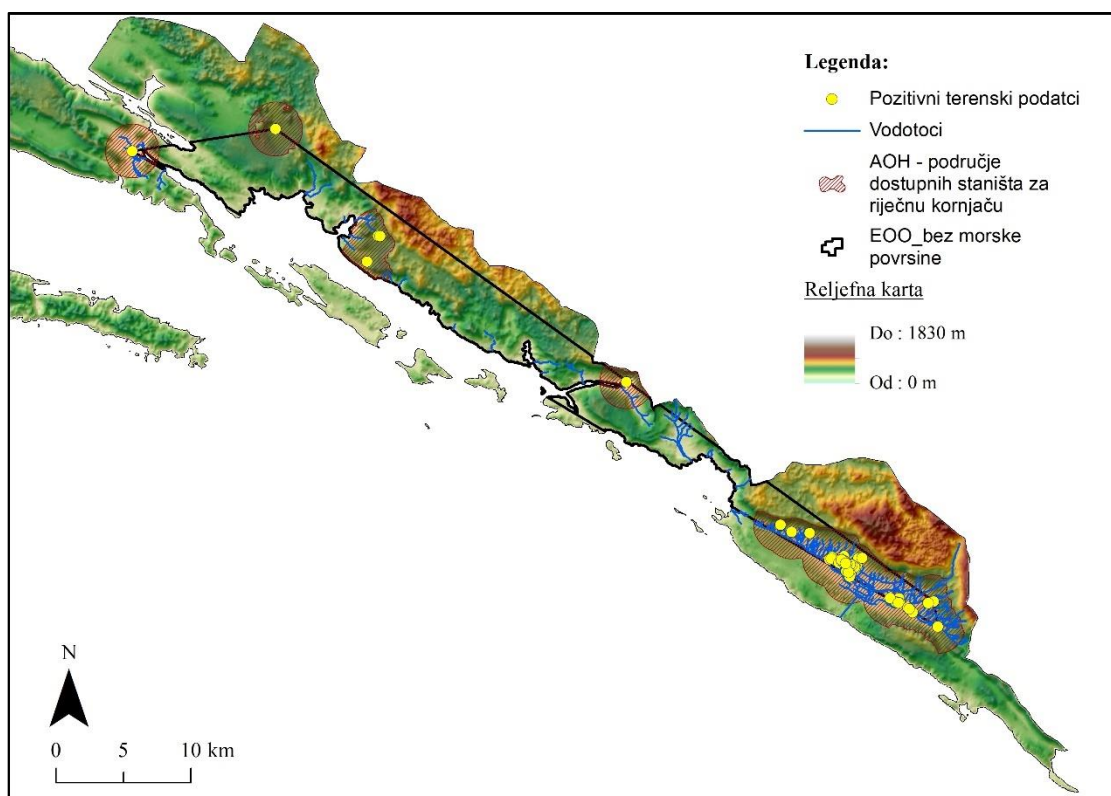 Legenda:
Pozitivni terenski podatci
Vodotoci
AOH - područje
dostupnih staništa za
riječnu kornjaču
EOO_bez morske
povrsine
Reljefna karta
Do : 1830 m
Od : 0 m
N
0 5 10 km